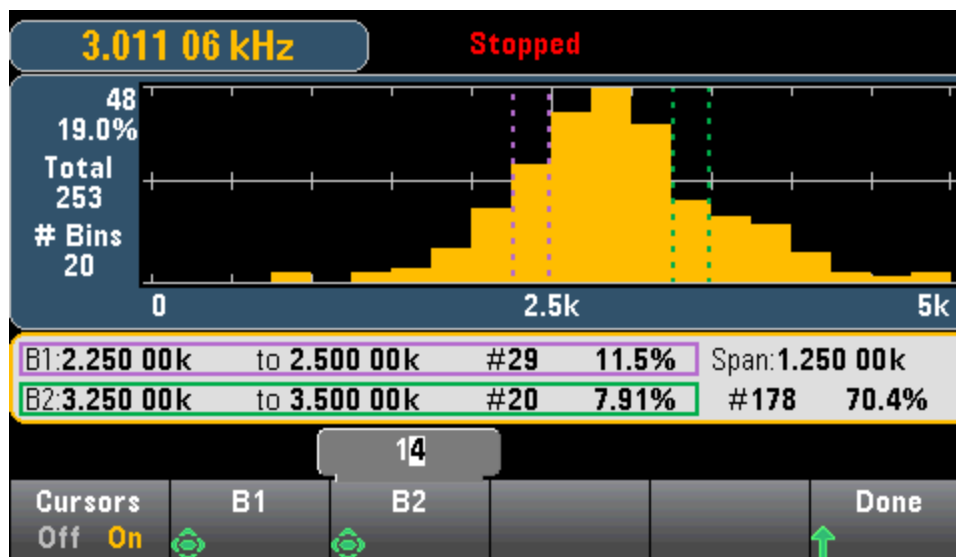 3.011 06 kHz Stopped
48
19.0%
Total
253
# Bins
20
0 2.5k 5k
B1:2.250 00k to 2.500 00k #29 11.5% Span:1.250 00k
B2:3.250 00k to 3.500 00k #20 7.91% #178 70.4%
14
Cursors B1 B2 Done
Off On